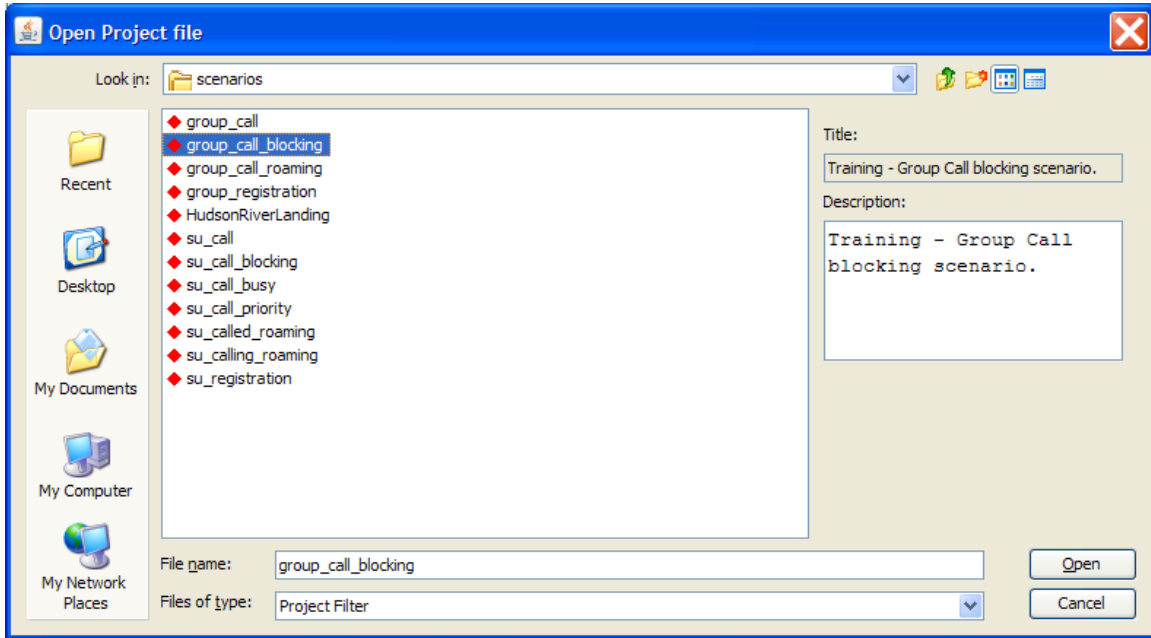 Open Project file
Look in:
scenarios
Recent
Desktop
My Documents
My Computer
My Network
Places
group_call
group_call_blocking
group_call_roaming
group_registration
HudsonRiverLanding
su_call
su_call_blocking
su_call_busy
su_call_priority
su_called_roaming
su_calling_roaming
su_registration
Title:
Training - Group Call blocking scenario.
Description:
Training - Group Call
blocking scenario.
File name:
group_call_blocking
Open
Files of type:
Project Filter
Cancel